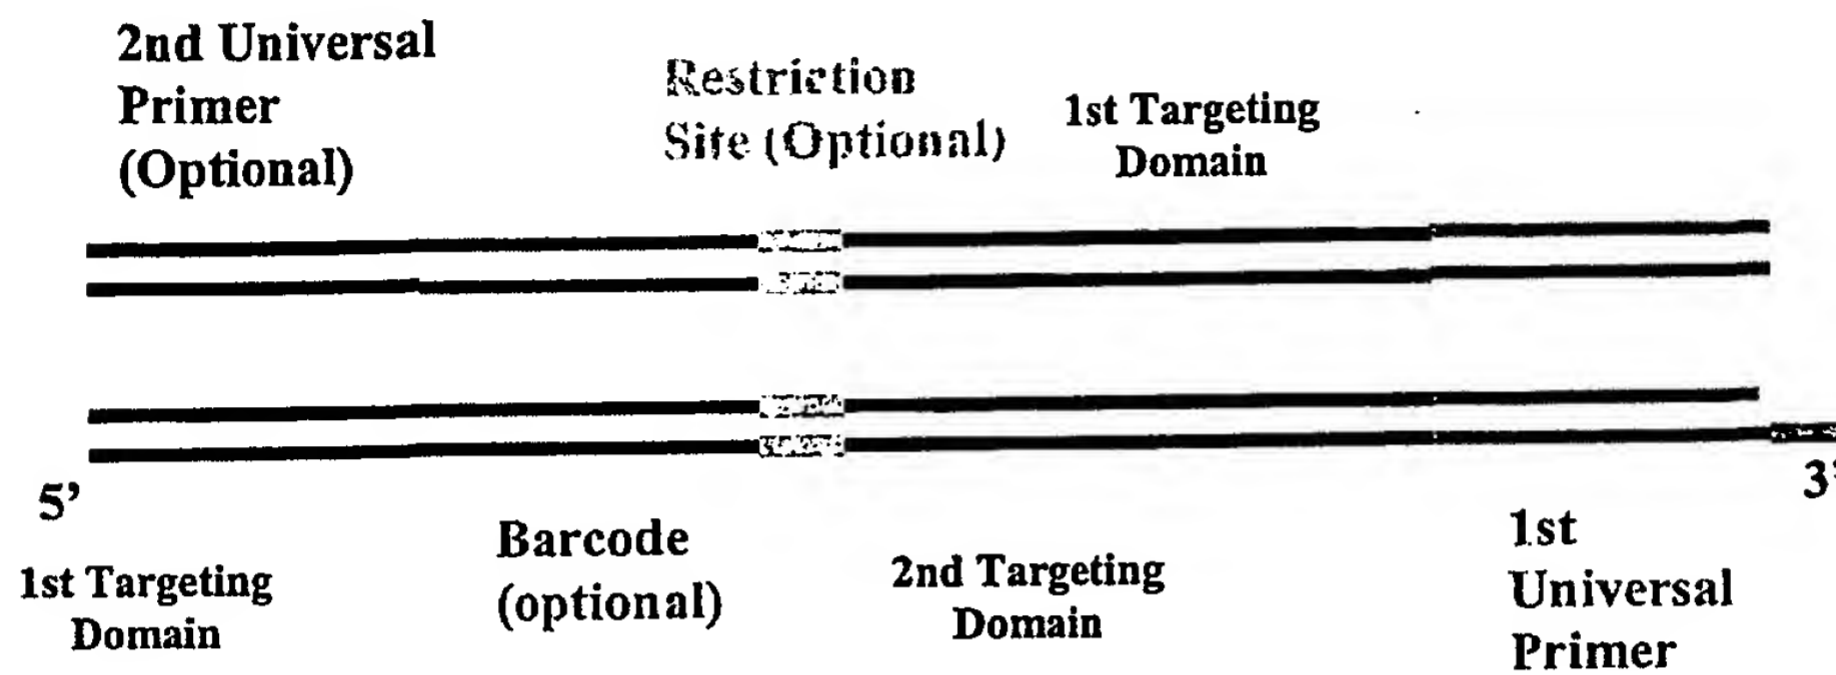 2nd Universal
Primer
(Optional)
Restriction
Site (Optional)
1st Targeting
Domain
5’
3’
1st Targeting
Domain
Barcode
(optional)
2nd Targeting
Domain
1st
Universal
Primer